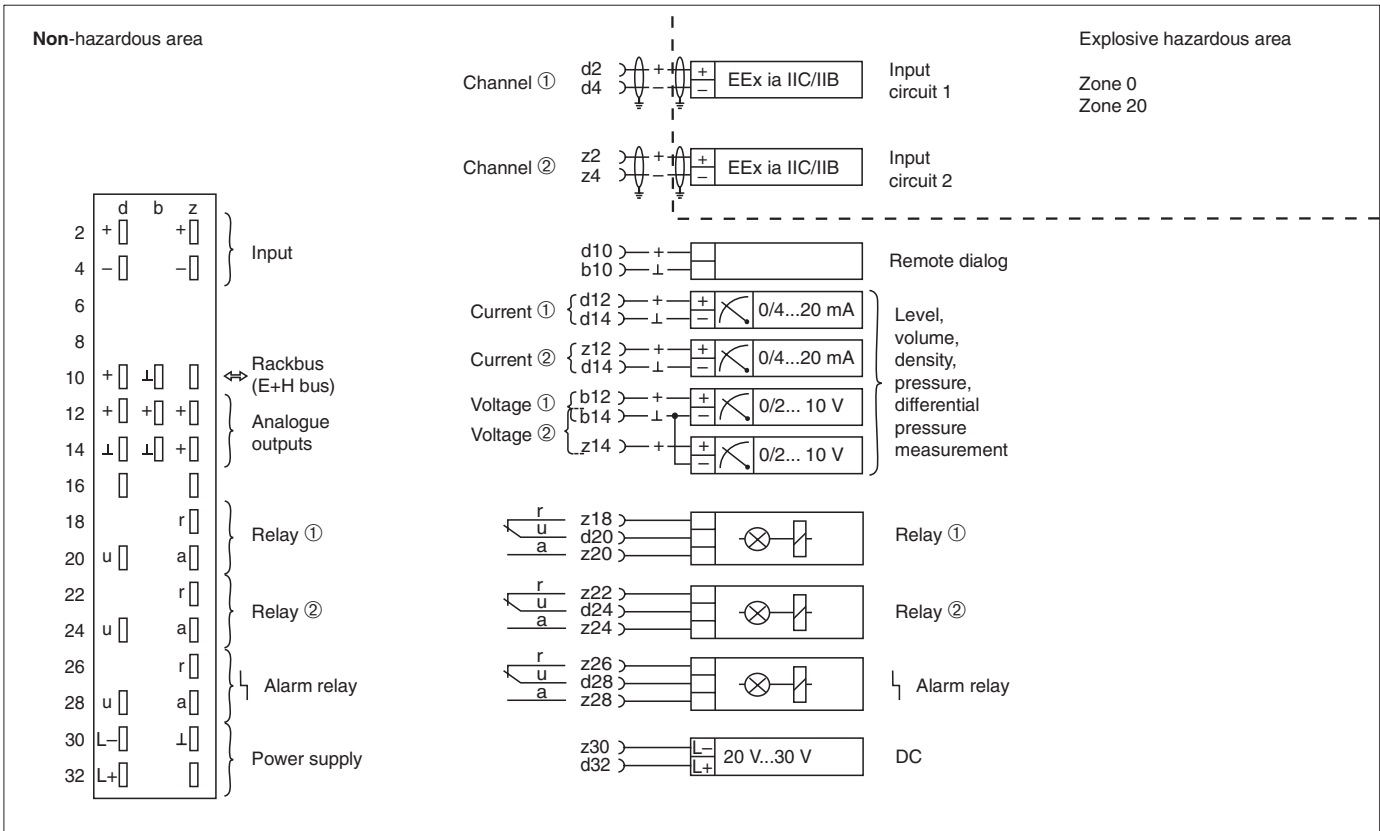 Non-hazardous area
Explosive hazardous area
Zone 0
Zone 20
Channel ①
d2 + + EEx ia IIC/IIB
d4 – –
Input
circuit 1
Channel ②
z2 + + EEx ia IIC/IIB
z4 – –
Input
circuit 2
d b z
2 + +
4 – –
Input
6
8
10 + ⊥
Rackbus
(E+H bus)
12 + + +
14 ⊥ ⊥ +
Analogue
outputs
16
18 r
20 u a
Relay ①
22 r
24 u a
Relay ②
26 r
28 u a
Alarm relay
30 L– ⊥
32 L+
Power supply
d10 +
b10 ⊥
Remote dialog
Current ①
d12 + + 0/4...20 mA
d14 ⊥ –
Current ②
z12 + + 0/4...20 mA
d14 ⊥ –
Voltage ①
b12 + + 0/2... 10 V
b14 ⊥ –
Voltage ②
z14 + + 0/2... 10 V
–
Level,
volume,
density,
pressure,
differential
pressure
measurement
r z18
u d20
a z20
Relay ①
r z22
u d24
a z24
Relay ②
r z26
u d28
a z28
Alarm relay
z30 L– 20 V...30 V
d32 L+
DC